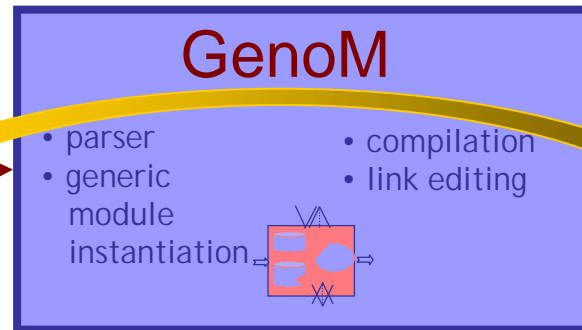 GenoM
• parser
• generic
module
instantiation
• compilation
• link editing